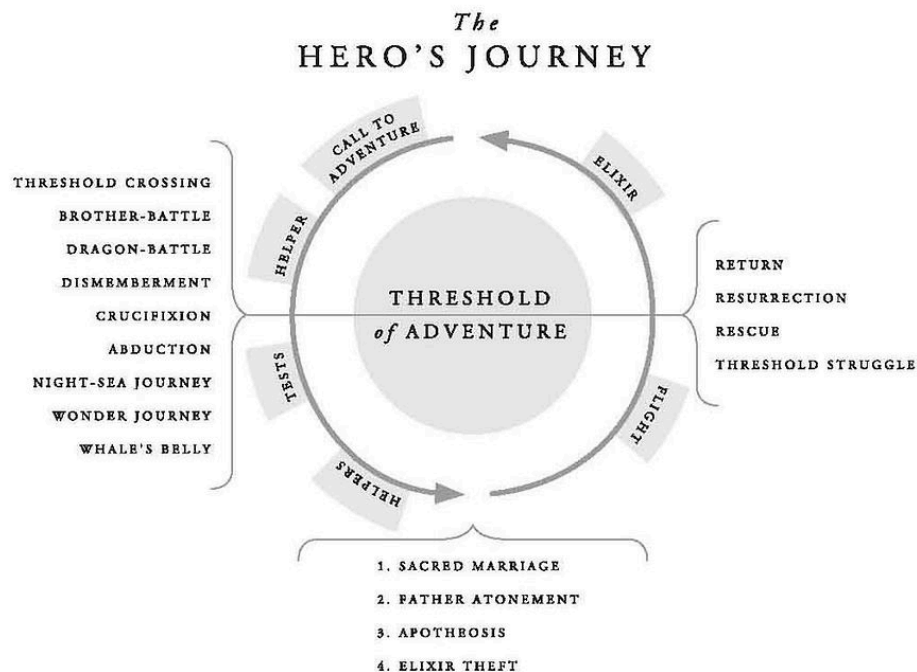 The
HERO'S JOURNEY
CALL TO
ADVENTURE
HELPER
TESTS
HELPERS
THRESHOLD CROSSING
BROTHER-BATTLE
DRAGON-BATTLE
DISMEMBERMENT
CRUCIFIXION
ABDUCTION
NIGHT-SEA JOURNEY
WONDER JOURNEY
WHALE'S BELLY
THRESHOLD
of ADVENTURE
ELIXIR
FLIGHT
RETURN
RESURRECTION
RESCUE
THRESHOLD STRUGGLE
1. SACRED MARRIAGE
2. FATHER ATONEMENT
3. APOTHEOSIS
4. ELIXIR THEFT